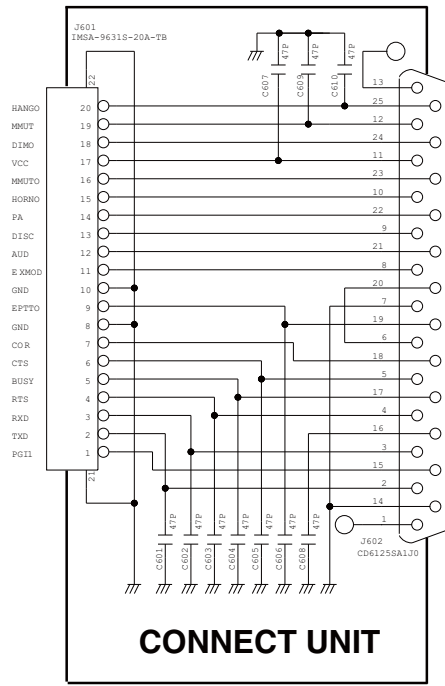 J601
IMSA-9631S-20A-TB
22
HANGO 20
MMUT 19
DIMO 18
VCC 17
MMUTO 16
HORNO 15
PA 14
DISC 13
AUD 12
EXMOD 11
GND 10
EPTTO 9
GND 8
COR 7
CTS 6
BUSY 5
RTS 4
RXD 3
TXD 2
PGI1 1
21
47P 47P 47P
C607 C609 C610
13
25
12
24
11
23
10
22
9
21
8
20
7
19
6
18
5
17
4
16
3
15
2
14
1
J602
CD6125SA1J0
47P 47P 47P 47P 47P 47P 47P
C601 C602 C603 C604 C605 C606 C608
CONNECT UNIT